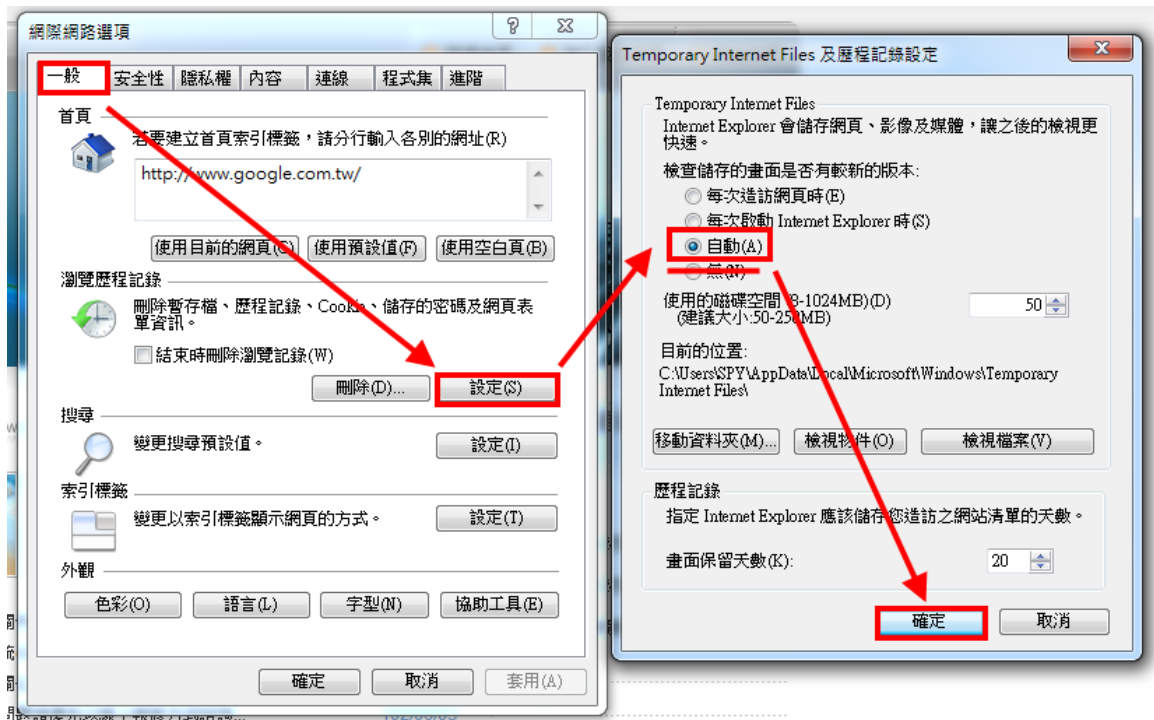 網際網路選項
一般 安全性 隱私權 內容 連線 程式集 進階
首頁
若要建立首頁索引標籤，請分行輸入各別的網址(R)
http://www.google.com.tw/
使用目前的網頁(C) 使用預設值(F) 使用空白頁(B)
瀏覽歷程記錄
刪除暫存檔、歷程記錄、Cookie、儲存的密碼及網頁表
單資訊。
結束時刪除瀏覽記錄(W)
刪除(D)... 設定(S)
搜尋
變更搜尋預設值。 設定(I)
索引標籤
變更以索引標籤顯示網頁的方式。 設定(T)
外觀
色彩(O) 語言(L) 字型(N) 協助工具(E)
確定 取消 套用(A)
Temporary Internet Files 及歷程記錄設定
Temporary Internet Files
Internet Explorer 會儲存網頁、影像及媒體，讓之後的檢視更
快速。
檢查儲存的畫面是否有較新的版本:
每次造訪網頁時(E)
每次啟動 Internet Explorer 時(S)
自動(A)
無(N)
使用的磁碟空間 (8-1024MB)(D) 50
(建議大小:50-250MB)
目前的位置:
C:\Users\SPY\AppData\Local\Microsoft\Windows\Temporary
Internet Files\
移動資料夾(M)... 檢視物件(O) 檢視檔案(V)
歷程記錄
指定 Internet Explorer 應該儲存您造訪之網站清單的天數。
畫面保留天數(K): 20
確定 取消